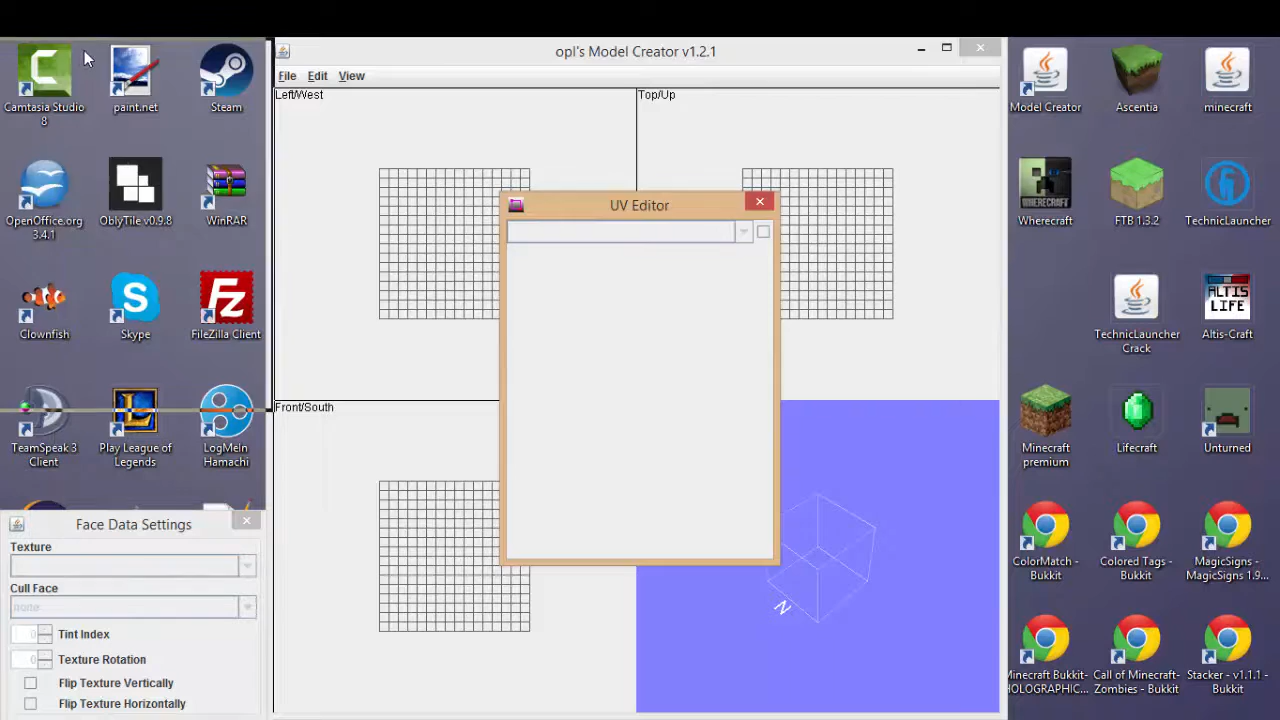 opl's Model Creator v1.2.1
File Edit View
Left/West
Top/Up
Front/South
N
UV Editor
Camtasia Studio
8
paint.net
Steam
OpenOffice.org
3.4.1
OblyTile v0.9.8
WinRAR
Clownfish
Skype
FileZilla Client
TeamSpeak 3
Client
Play League of
Legends
LogMeIn
Hamachi
Face Data Settings
Texture
Cull Face
none
0 Tint Index
0 Texture Rotation
Flip Texture Vertically
Flip Texture Horizontally
Model Creator
Ascentia
minecraft
WHERECRAFT
Wherecraft
FTB 1.3.2
TechnicLauncher
TechnicLauncher
Crack
ALTIS
LIFE
Altis-Craft
Minecraft
premium
Lifecraft
Unturned
ColorMatch -
Bukkit
Colored Tags -
Bukkit
MagicSigns -
MagicSigns 1.9...
Minecraft Bukkit-
HOLOGRAPHIC...
Call of Minecraft-
Zombies - Bukkit
Stacker - v1.1.1 -
Bukkit